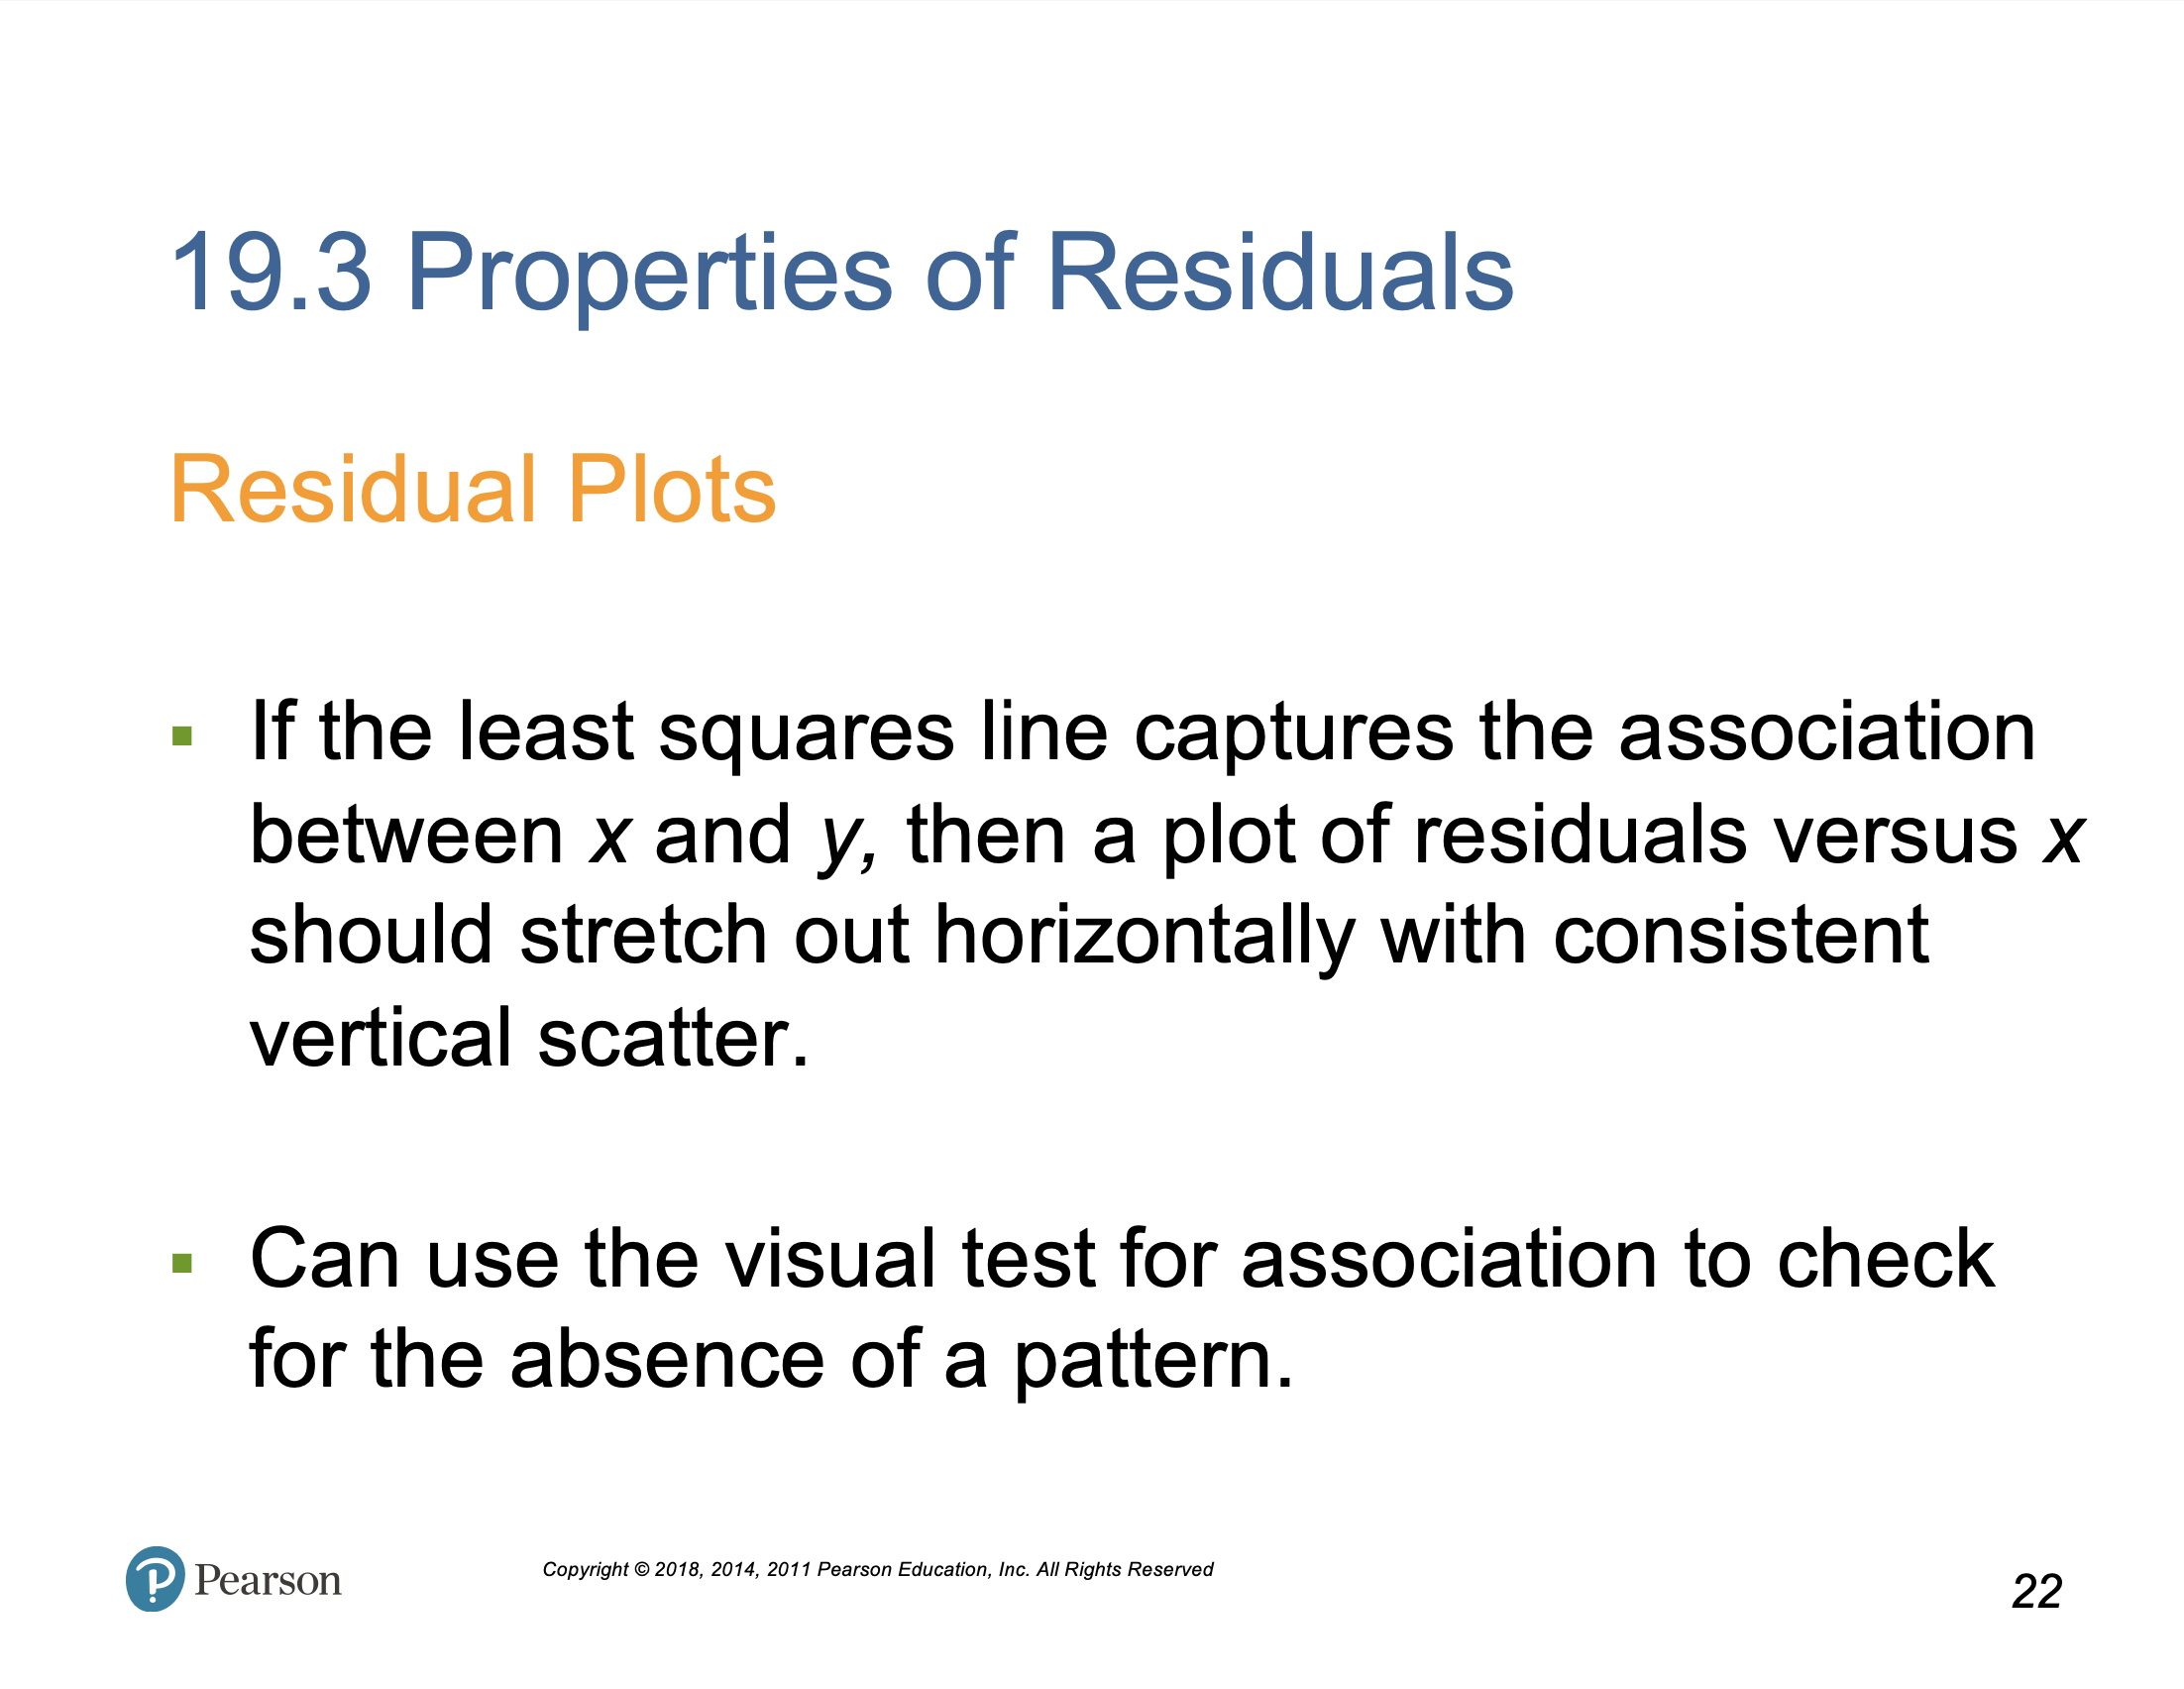 19.3 Properties of Residuals
Residual Plots
▪ If the least squares line captures the association
between x and y, then a plot of residuals versus x
should stretch out horizontally with consistent
vertical scatter.
▪ Can use the visual test for association to check
for the absence of a pattern.
Pearson
Copyright © 2018, 2014, 2011 Pearson Education, Inc. All Rights Reserved
22